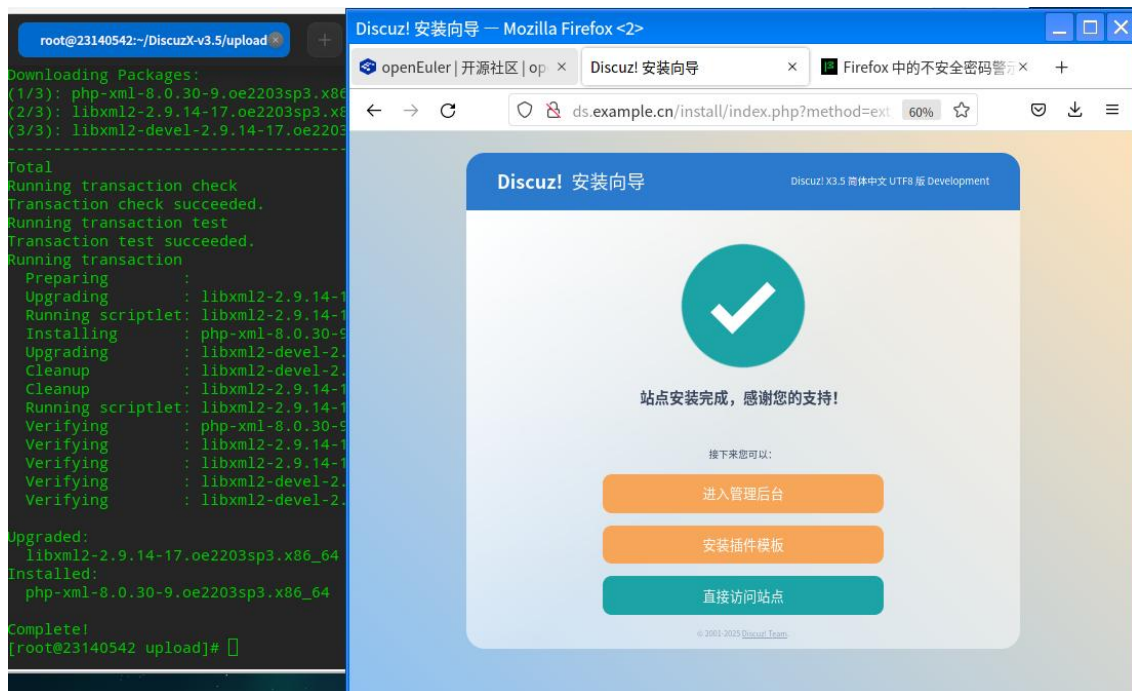 root@23140542:~/DiscuzX-v3.5/upload
Downloading Packages:
(1/3): php-xml-8.0.30-9.oe2203sp3.x86
(2/3): libxml2-2.9.14-17.oe2203sp3.x8
(3/3): libxml2-devel-2.9.14-17.oe2203
Total
Running transaction check
Transaction check succeeded.
Running transaction test
Transaction test succeeded.
Running transaction
Preparing :
Upgrading : libxml2-2.9.14-1
Running scriptlet: libxml2-2.9.14-1
Installing : php-xml-8.0.30-9
Upgrading : libxml2-devel-2.
Cleanup : libxml2-devel-2.
Cleanup : libxml2-2.9.14-1
Running scriptlet: libxml2-2.9.14-1
Verifying : php-xml-8.0.30-9
Verifying : libxml2-2.9.14-1
Verifying : libxml2-2.9.14-1
Verifying : libxml2-devel-2.
Verifying : libxml2-devel-2.
Upgraded:
libxml2-2.9.14-17.oe2203sp3.x86_64
Installed:
php-xml-8.0.30-9.oe2203sp3.x86_64
Complete!
[root@23140542 upload]#
Discuz! 安装向导 — Mozilla Firefox <2>
openEuler | 开源社区 | op
Discuz! 安装向导
Firefox 中的不安全密码警示
ds.example.cn/install/index.php?method=ext
60%
Discuz! 安装向导
Discuz! X3.5 简体中文 UTF8 版 Development
站点安装完成，感谢您的支持！
接下来您可以：
进入管理后台
安装插件模板
直接访问站点
© 2001-2025 Discuz! Team.